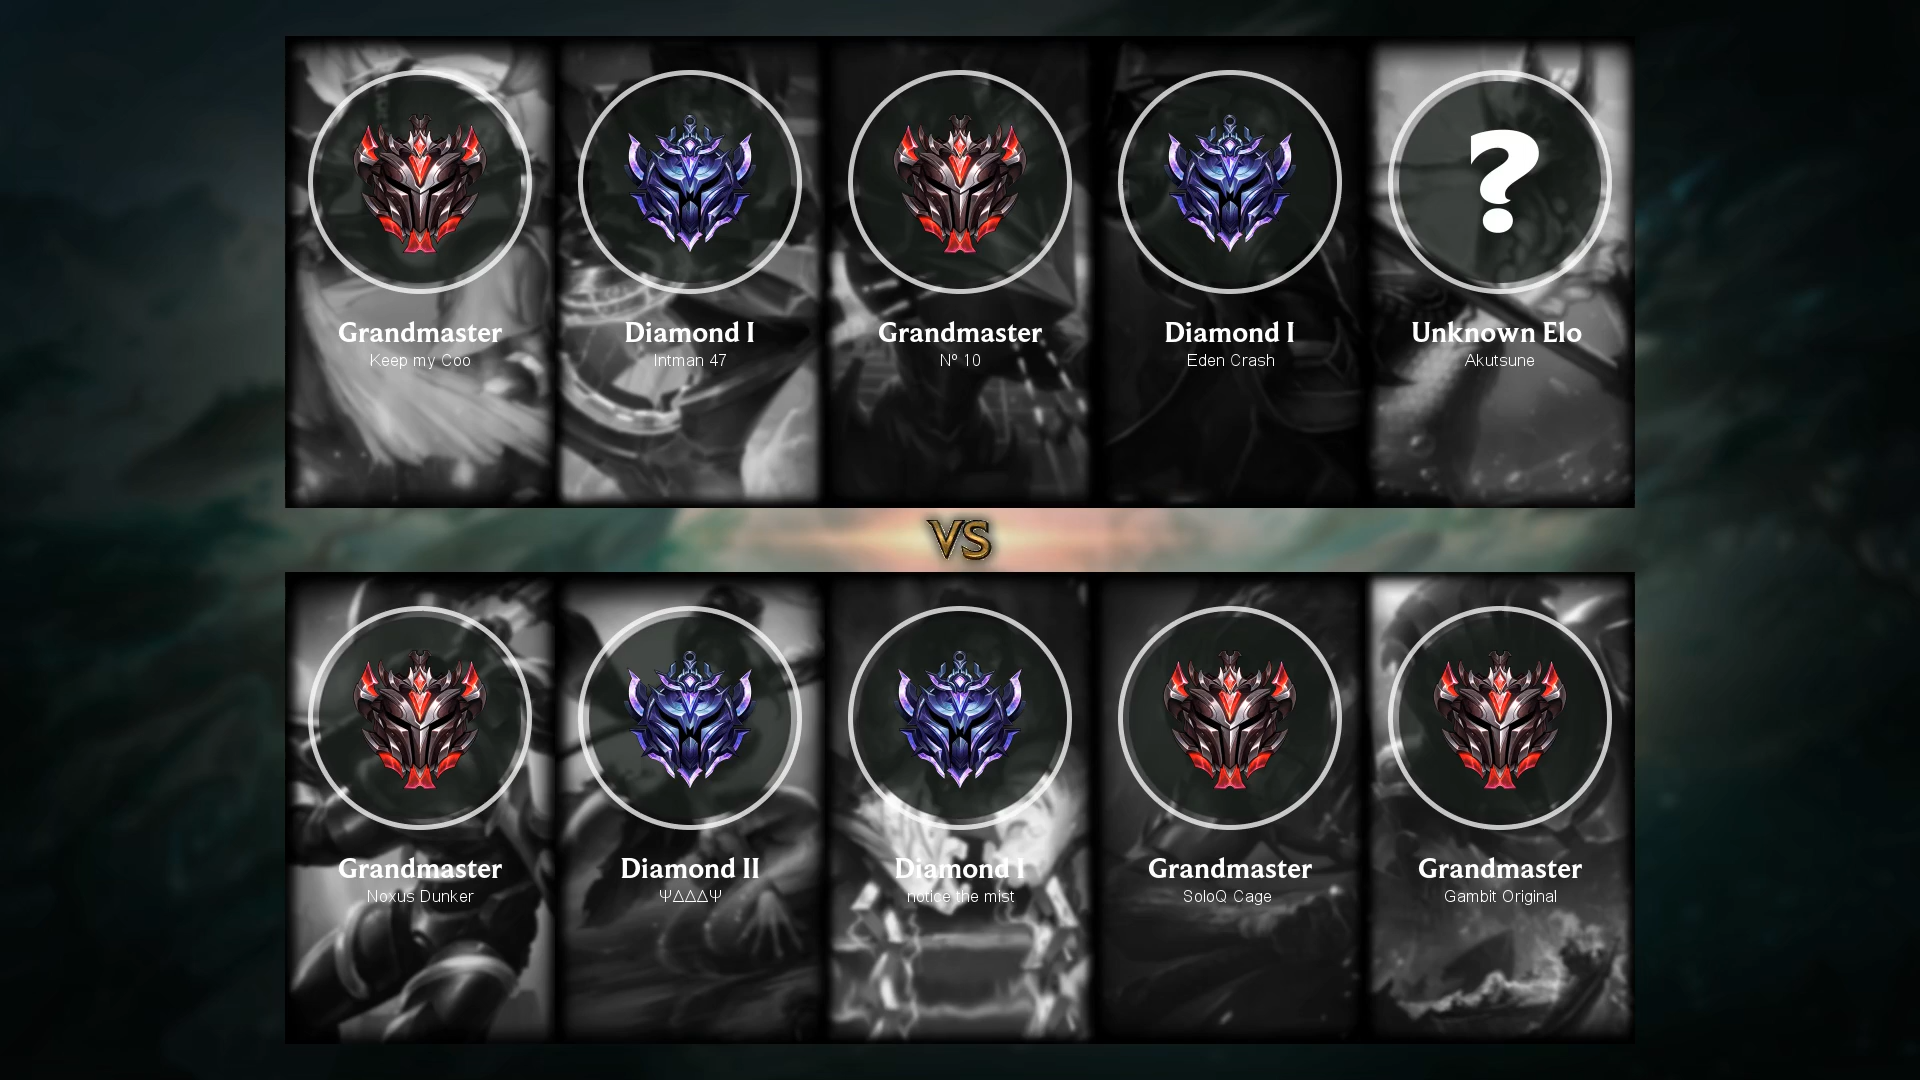 Grandmaster
Keep my Coo
Diamond I
Intman 47
Grandmaster
Nº 10
Diamond I
Eden Crash
?
Unknown Elo
Akutsune
VS
Grandmaster
Noxus Dunker
Diamond II
ΨΔΔΔΨ
Diamond I
notice the mist
Grandmaster
SoloQ Cage
Grandmaster
Gambit Original